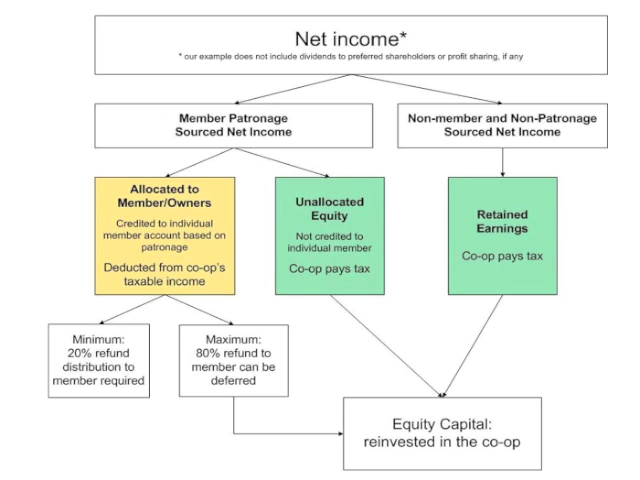 Net income*
* our example does not include dividends to preferred shareholders or profit sharing, if any
Member Patronage
Sourced Net Income
Non-member and Non-Patronage
Sourced Net Income
Allocated to
Member/Owners
Credited to individual
member account based on
patronage
Deducted from co-op's
taxable income
Unallocated
Equity
Not credited to
individual member
Co-op pays tax
Retained
Earnings
Co-op pays tax
Minimum:
20% refund
distribution to
member required
Maximum:
80% refund to
member can be
deferred
Equity Capital:
reinvested in the co-op